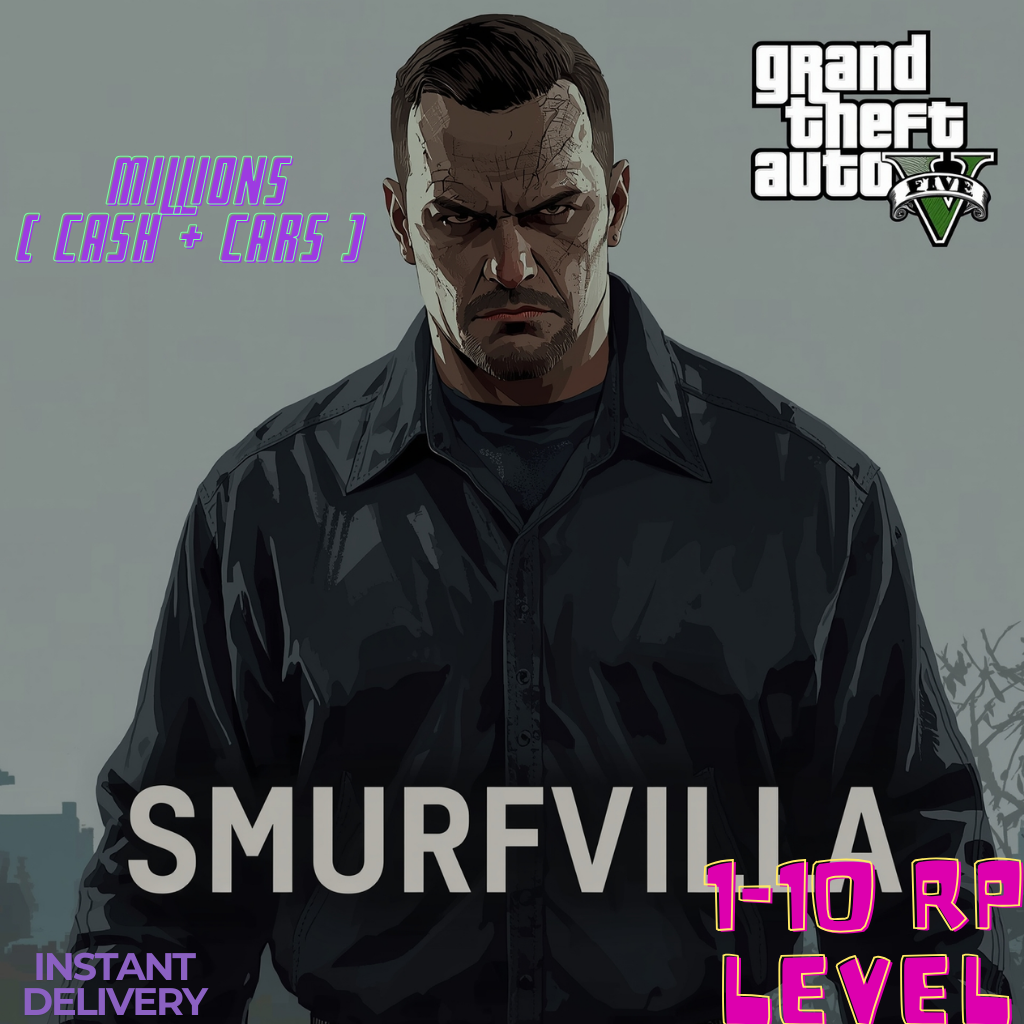 grand
theft
auto V
FIVE
MILLIONS
( CASH + CARS )
SMURFVILLA
1-10 RP
LEVEL
INSTANT
DELIVERY